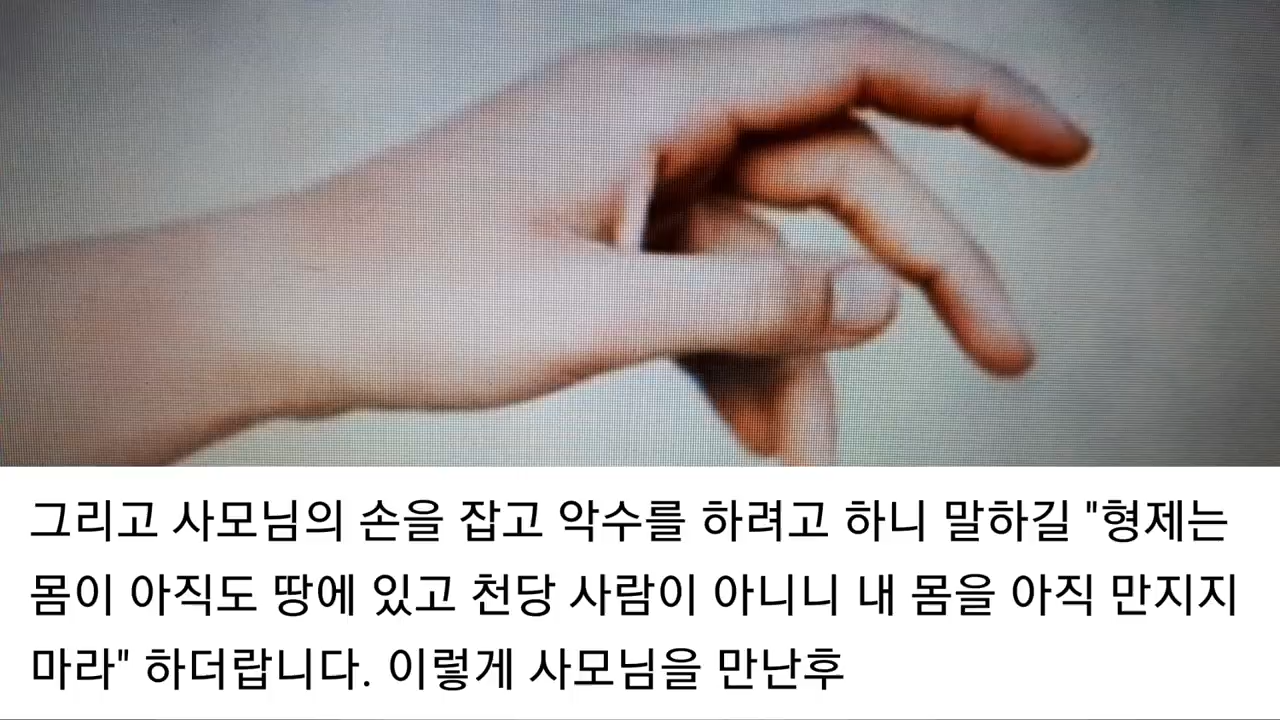 그리고 사모님의 손을 잡고 악수를 하려고 하니 말하길 "형제는
몸이 아직도 땅에 있고 천당 사람이 아니니 내 몸을 아직 만지지
마라" 하더랍니다. 이렇게 사모님을 만난후